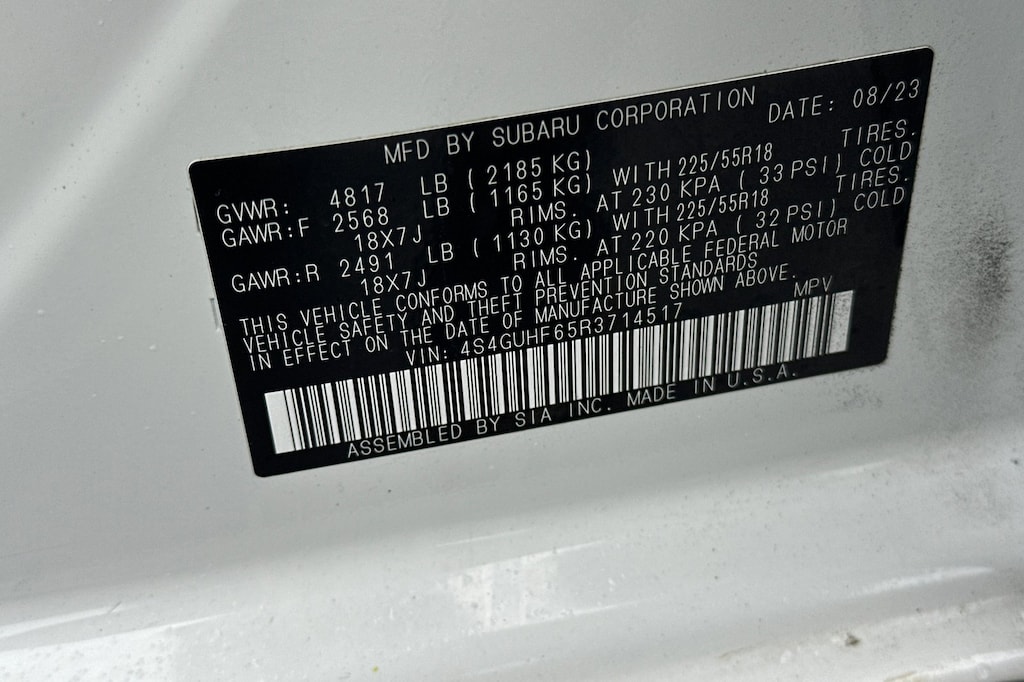 MFD BY SUBARU CORPORATION DATE: 08/23
GVWR: 4817 LB ( 2185 KG)
GAWR:F 2568 LB ( 1165 KG) WITH 225/55R18 TIRES.
18X7J RIMS. AT 230 KPA ( 33 PSI) COLD
GAWR:R 2491 LB ( 1130 KG) WITH 225/55R18 TIRES.
18X7J RIMS. AT 220 KPA ( 32 PSI) COLD
THIS VEHICLE CONFORMS TO ALL APPLICABLE FEDERAL MOTOR
VEHICLE SAFETY AND THEFT PREVENTION STANDARDS
IN EFFECT ON THE DATE OF MANUFACTURE SHOWN ABOVE.
VIN: 4S4GUHF65R3714517 MPV
ASSEMBLED BY SIA INC. MADE IN U.S.A.